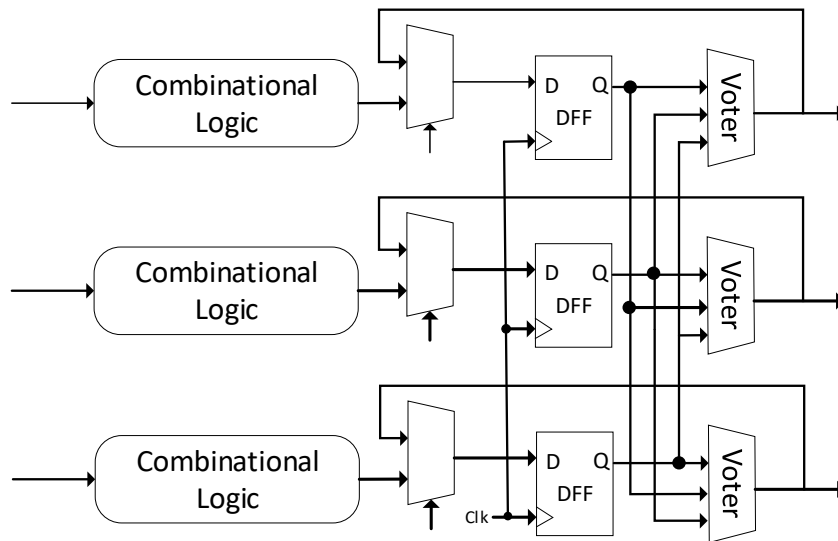 Combinational
Logic
D Q
DFF
Voter
Combinational
Logic
D Q
DFF
Voter
Combinational
Logic
D Q
DFF
Clk
Voter